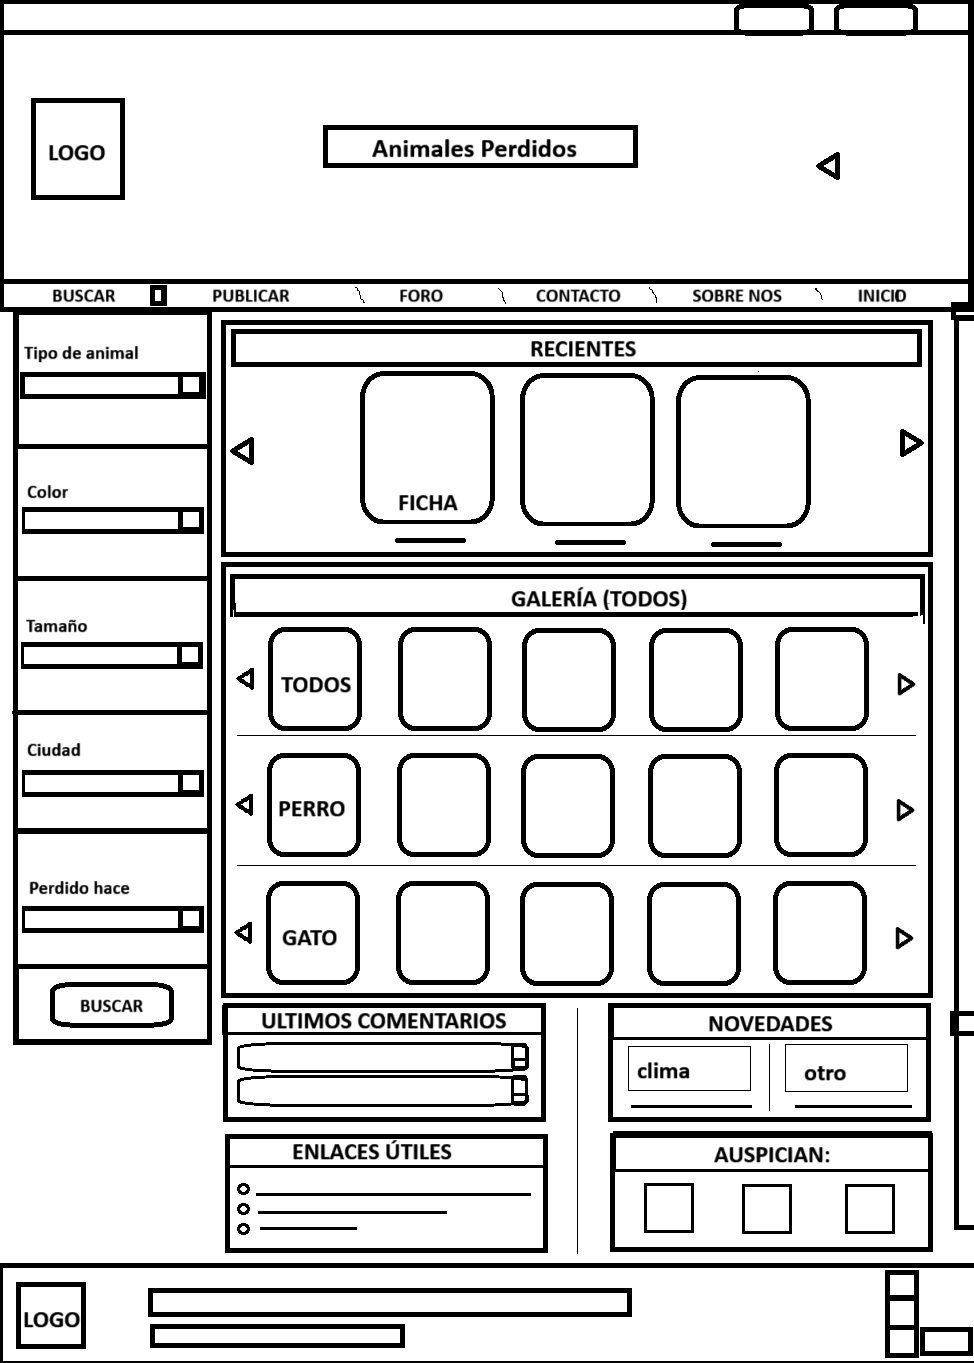 LOGO
Animales Perdidos
BUSCAR PUBLICAR FORO CONTACTO SOBRE NOS INICIO
Tipo de animal
Color
Tamaño
Ciudad
Perdido hace
BUSCAR
RECIENTES
FICHA
GALERÍA (TODOS)
TODOS
PERRO
GATO
ULTIMOS COMENTARIOS
NOVEDADES
clima otro
ENLACES ÚTILES
AUSPICIAN:
LOGO